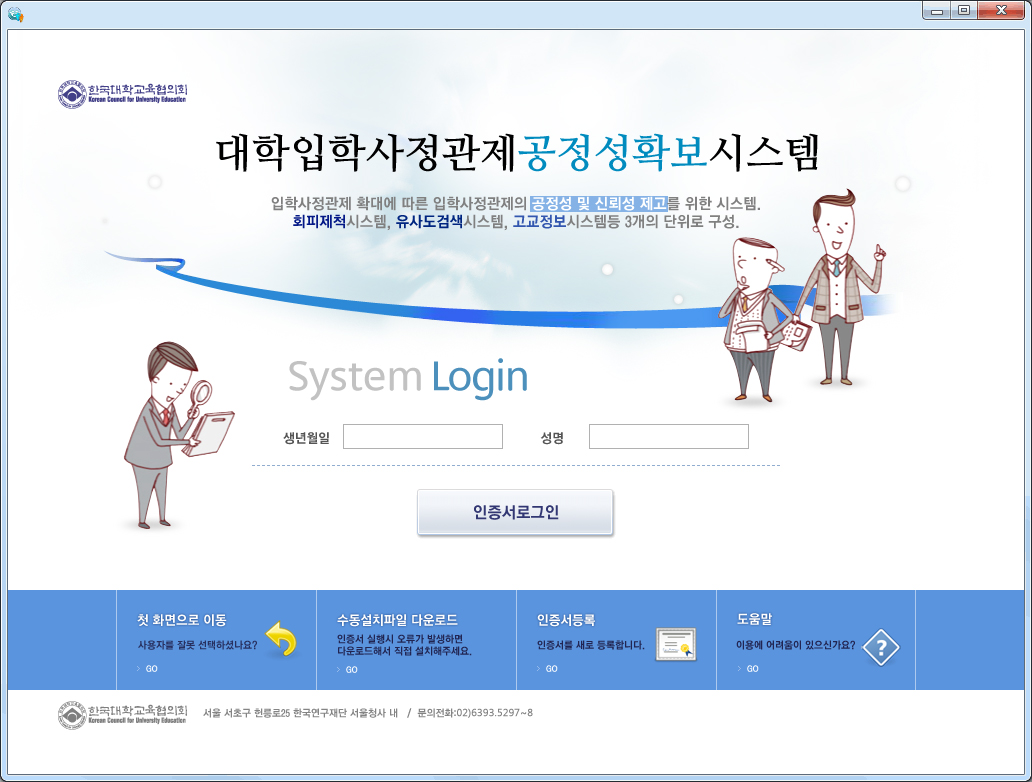 한국대학교육협의회
Korean Council for University Education
대학입학사정관제공정성확보시스템
입학사정관제 확대에 따른 입학사정관제의 공정성 및 신뢰성 제고를 위한 시스템.
회피제척시스템, 유사도검색시스템, 고교정보시스템등 3개의 단위로 구성.
System Login
생년월일 성명
인증서로그인
첫 화면으로 이동
사용자를 잘못 선택하셨나요?
> GO
수동설치파일 다운로드
인증서 실행시 오류가 발생하면
다운로드해서 직접 설치해주세요.
> GO
인증서등록
인증서를 새로 등록합니다.
> GO
도움말
이용에 어려움이 있으신가요?
> GO
?
한국대학교육협의회
Korean Council for University Education
서울 서초구 헌릉로25 한국연구재단 서울청사 내 / 문의전화:02)6393.5297~8